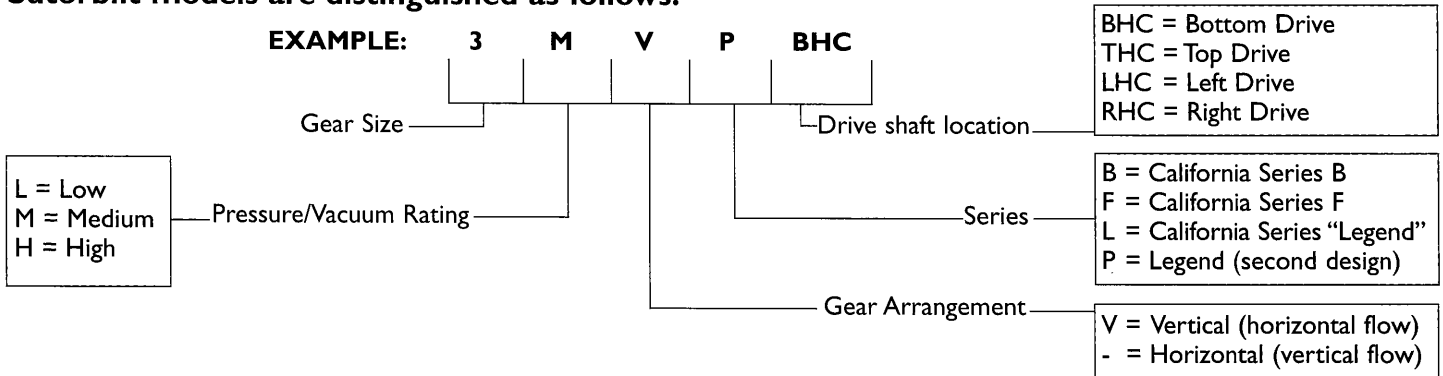 EXAMPLE: 3 M V P BHC
Gear Size
Drive shaft location
BHC = Bottom Drive
THC = Top Drive
LHC = Left Drive
RHC = Right Drive
L = Low
M = Medium
H = High
Pressure/Vacuum Rating
Series
B = California Series B
F = California Series F
L = California Series “Legend”
P = Legend (second design)
Gear Arrangement
V = Vertical (horizontal flow)
- = Horizontal (vertical flow)